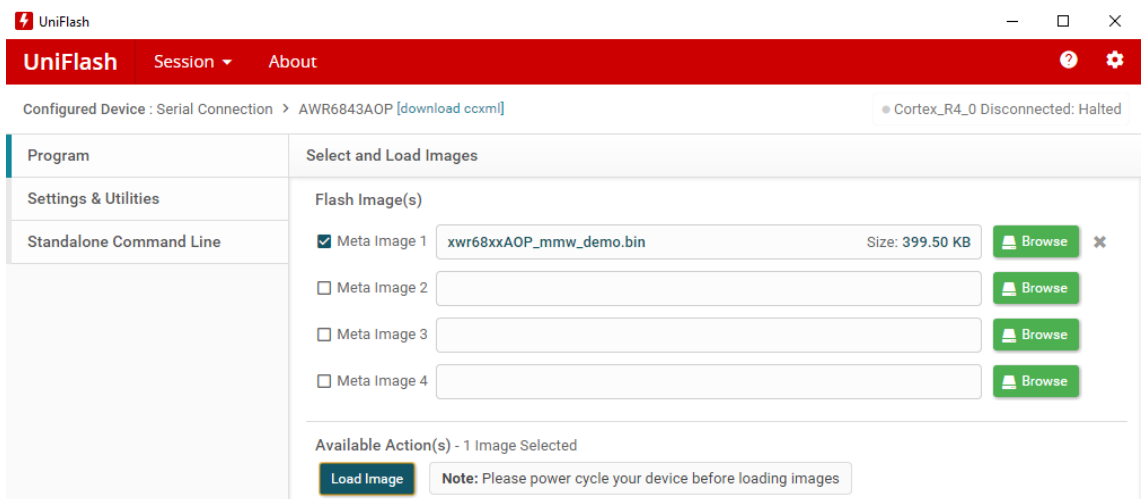 UniFlash
UniFlash Session About
Configured Device : Serial Connection > AWR6843AOP [download ccxml] Cortex_R4_0 Disconnected: Halted
Program
Settings & Utilities
Standalone Command Line
Select and Load Images
Flash Image(s)
Meta Image 1 xwr68xxAOP_mmw_demo.bin Size: 399.50 KB Browse
Meta Image 2 Browse
Meta Image 3 Browse
Meta Image 4 Browse
Available Action(s) - 1 Image Selected
Load Image Note: Please power cycle your device before loading images